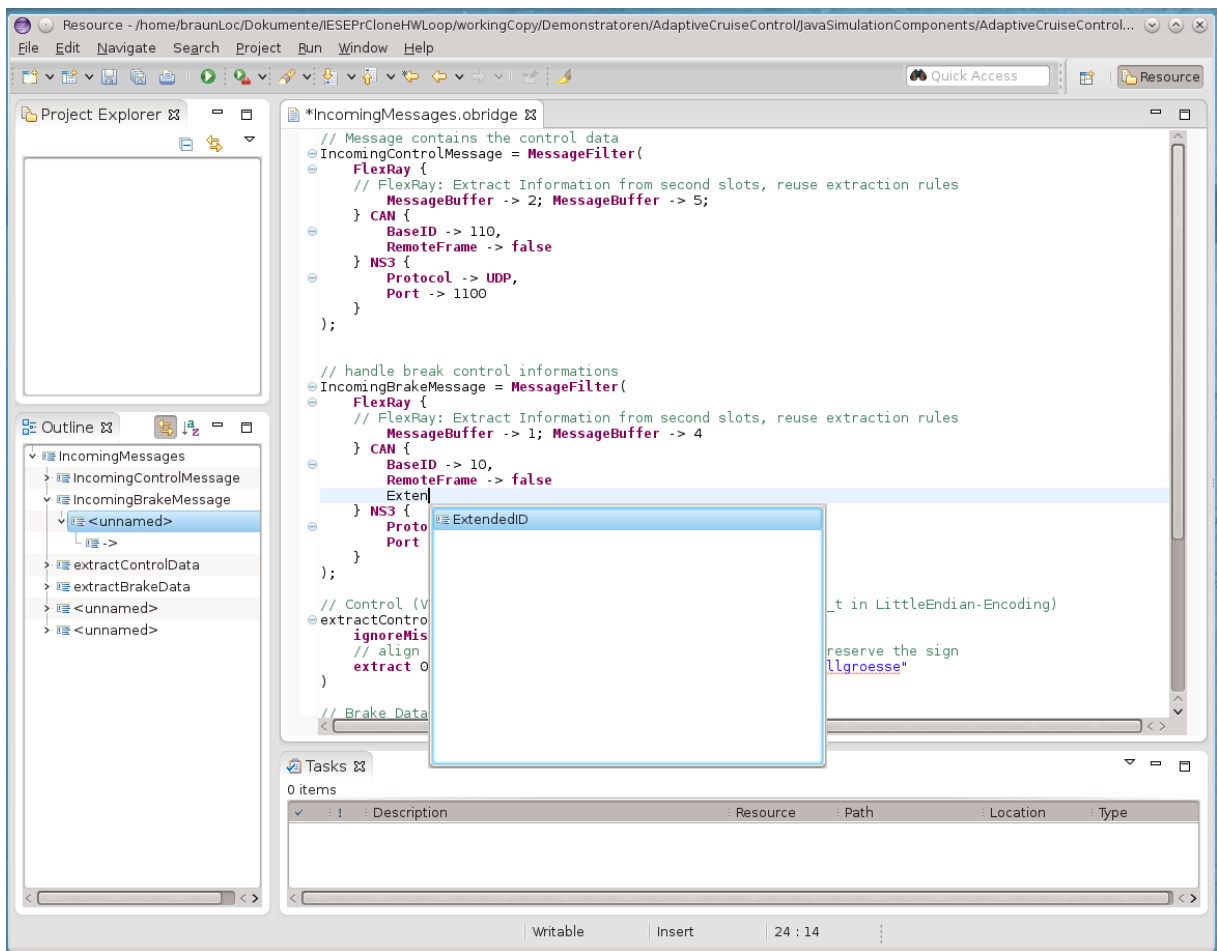 Resource - /home/braunLoc/Dokumente/IESEPrCloneHWLoop/workingCopy/Demonstratoren/AdaptiveCruiseControl/JavaSimulationComponents/AdaptiveCruiseControl...
File Edit Navigate Search Project Run Window Help
Quick Access Resource
Project Explorer
*IncomingMessages.obridge
// Message contains the control data
IncomingControlMessage = MessageFilter(
FlexRay {
// FlexRay: Extract Information from second slots, reuse extraction rules
MessageBuffer -> 2; MessageBuffer -> 5;
} CAN {
BaseID -> 110,
RemoteFrame -> false
} NS3 {
Protocol -> UDP,
Port -> 1100
}
);
// handle break control informations
IncomingBrakeMessage = MessageFilter(
FlexRay {
// FlexRay: Extract Information from second slots, reuse extraction rules
MessageBuffer -> 1; MessageBuffer -> 4
} CAN {
BaseID -> 10,
RemoteFrame -> false
Exten
} NS3 {
Proto
Port
}
);
// Control (V _t in LittleEndian-Encoding)
extractContro
ignoreMis
// align reserve the sign
extract O llgroesse"
)
// Brake Data
ExtendedID
Outline
IncomingMessages
IncomingControlMessage
IncomingBrakeMessage
<unnamed>
->
extractControlData
extractBrakeData
<unnamed>
<unnamed>
Tasks
0 items
! Description Resource Path Location Type
Writable Insert 24 : 14